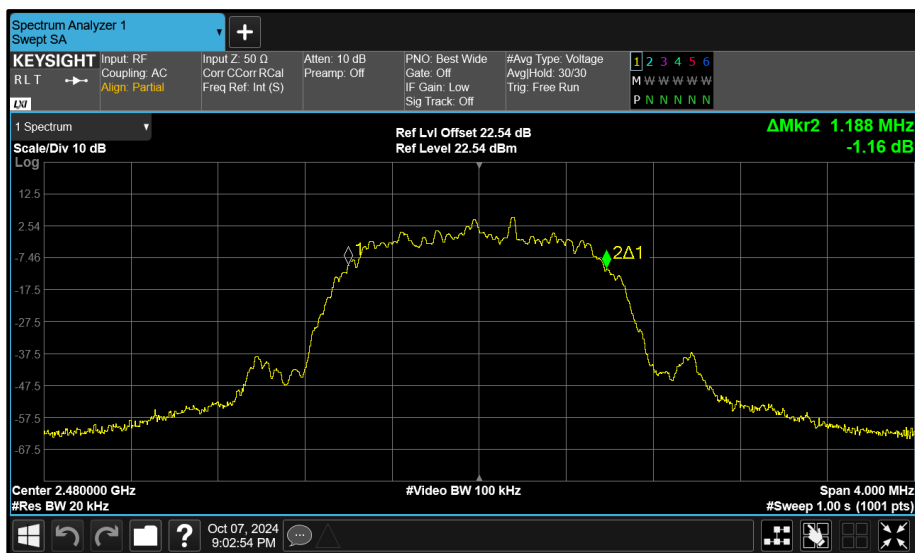 Spectrum Analyzer 1
Swept SA
+
KEYSIGHT
R L T
LXI
Input: RF
Coupling: AC
Align: Partial
Input Z: 50 Ω
Corr CCorr RCal
Freq Ref: Int (S)
Atten: 10 dB
Preamp: Off
PNO: Best Wide
Gate: Off
IF Gain: Low
Sig Track: Off
#Avg Type: Voltage
Avg|Hold: 30/30
Trig: Free Run
1 2 3 4 5 6
M W W W W W
P N N N N N
1 Spectrum
Scale/Div 10 dB
Ref Lvl Offset 22.54 dB
Ref Level 22.54 dBm
ΔMkr2 1.188 MHz
-1.16 dB
Log
12.5
2.54
-7.46
-17.5
-27.5
-37.5
-47.5
-57.5
-67.5
1
2Δ1
Center 2.480000 GHz
#Video BW 100 kHz
Span 4.000 MHz
#Res BW 20 kHz
#Sweep 1.00 s (1001 pts)
?
Oct 07, 2024
9:02:54 PM